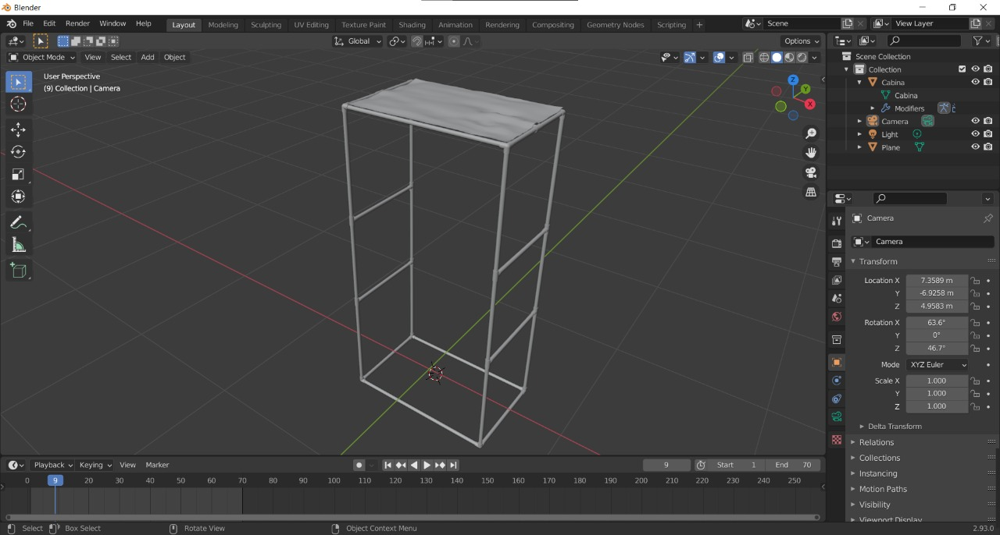 Blender
File Edit Render Window Help Layout Modeling Sculpting UV Editing Texture Paint Shading Animation Rendering Compositing Geometry Nodes Scripting + Scene View Layer
Global Options
Object Mode View Select Add Object
User Perspective
(9) Collection | Camera
Z
Y
X
Scene Collection
Collection
Cabina
Cabina
Modifiers
Camera
Light
Plane
Camera
Camera
Transform
Location X 7.3589 m
Y -6.9258 m
Z 4.9583 m
Rotation X 63.6°
Y 0°
Z 46.7°
Mode XYZ Euler
Scale X 1.000
Y 1.000
Z 1.000
Delta Transform
Relations
Collections
Instancing
Motion Paths
Visibility
Viewport Display
Playback Keying View Marker 9 Start 1 End 70
0 9 20 30 40 50 60 70 80 90 100 110 120 130 140 150 160 170 180 190 200 210 220 230 240 250
Select Box Select Rotate View Object Context Menu 2.93.0